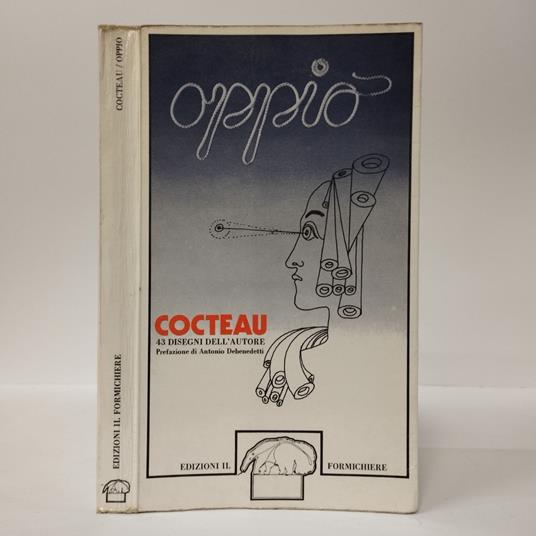 COCTEAU / OPPIO
EDIZIONI IL FORMICHIERE
oppio
COCTEAU
43 DISEGNI DELL'AUTORE
Prefazione di Antonio Debenedetti
EDIZIONI IL FORMICHIERE